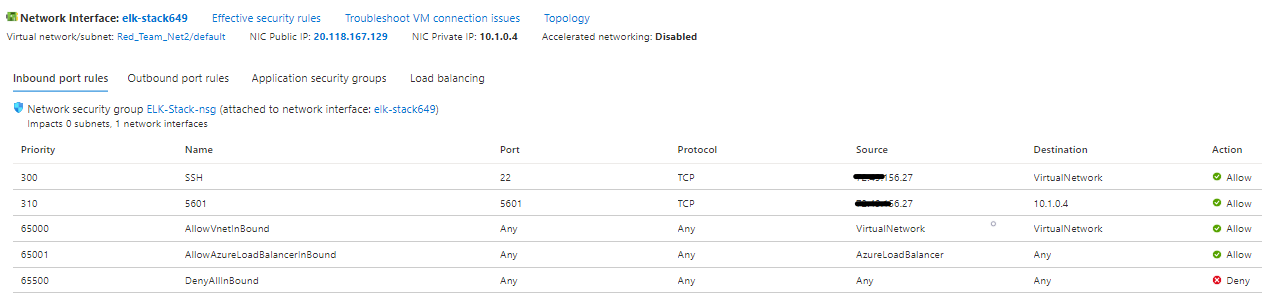 Network Interface: elk-stack649 Effective security rules Troubleshoot VM connection issues Topology
Virtual network/subnet: Red_Team_Net2/default NIC Public IP: 20.118.167.129 NIC Private IP: 10.1.0.4 Accelerated networking: Disabled
Inbound port rules Outbound port rules Application security groups Load balancing
Network security group ELK-Stack-nsg (attached to network interface: elk-stack649)
Impacts 0 subnets, 1 network interfaces
Priority Name Port Protocol Source Destination Action
300 SSH 22 TCP 156.27 VirtualNetwork Allow
310 5601 5601 TCP 6.27 10.1.0.4 Allow
65000 AllowVnetInBound Any Any VirtualNetwork VirtualNetwork Allow
65001 AllowAzureLoadBalancerInBound Any Any AzureLoadBalancer Any Allow
65500 DenyAllInBound Any Any Any Any Deny